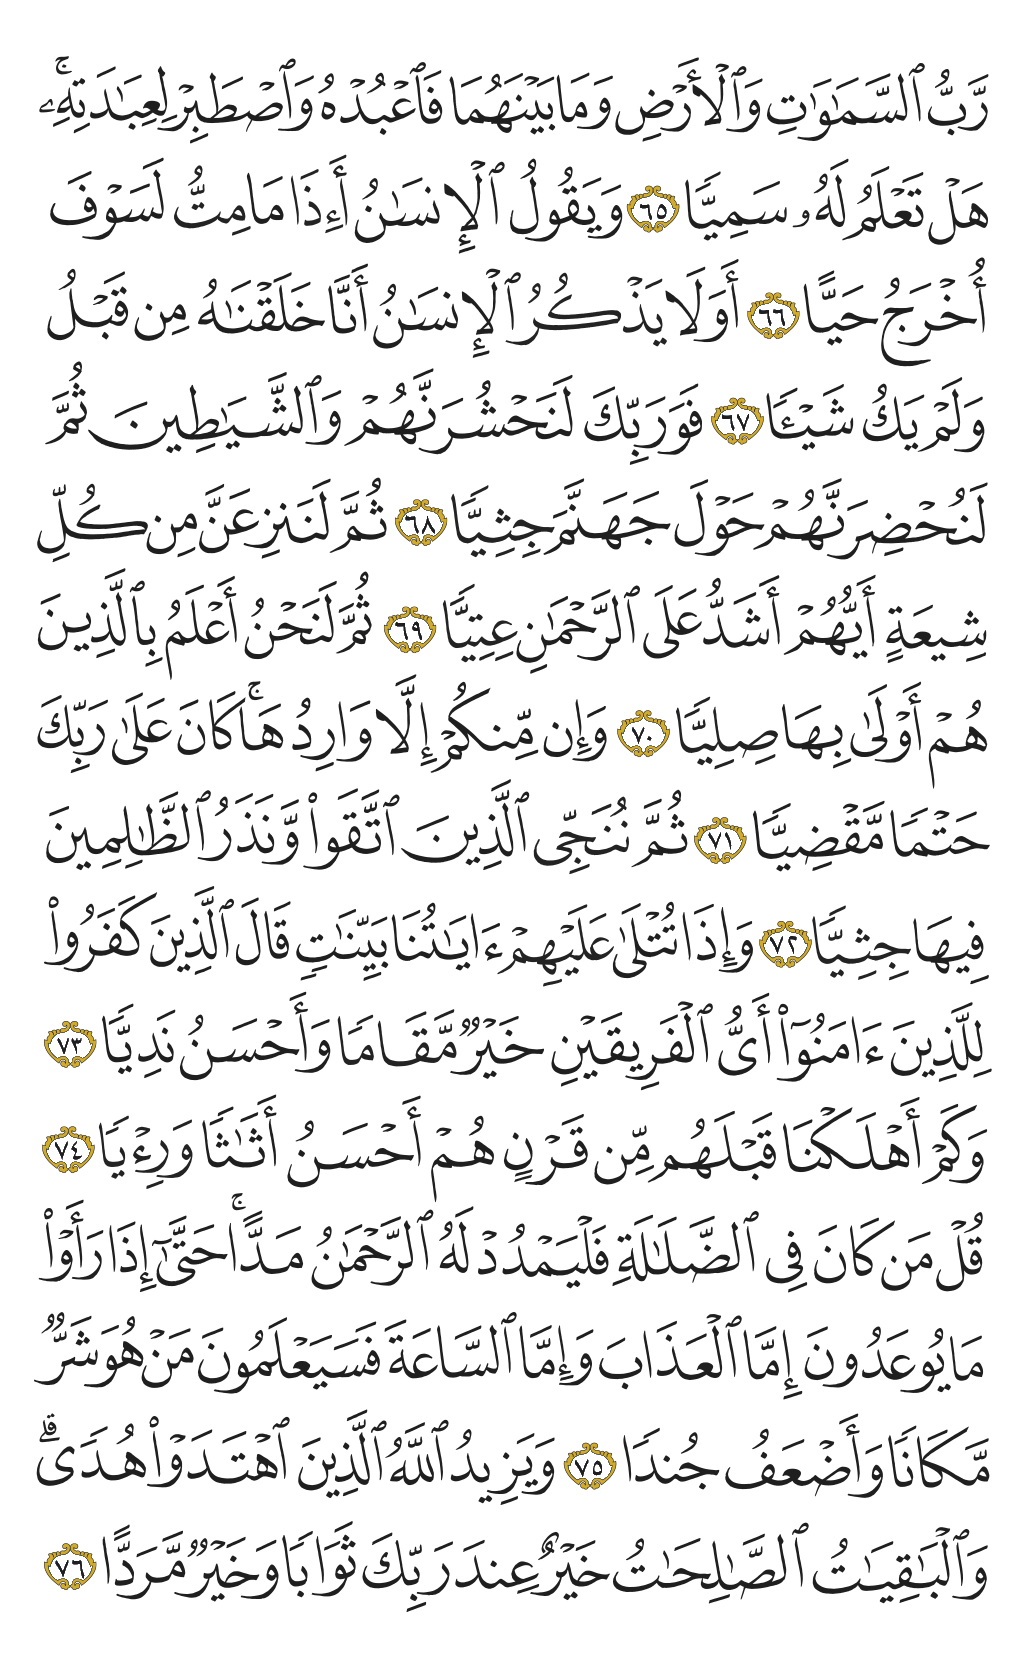 رَّبُّ ٱلسَّمَٰوَٰتِ وَٱلْأَرْضِ وَمَا بَيْنَهُمَا فَٱعْبُدْهُ وَٱصْطَبِرْ لِعِبَٰدَتِهِۦ ۚ
هَلْ تَعْلَمُ لَهُۥ سَمِيًّا ٦٥ وَيَقُولُ ٱلْإِنسَٰنُ أَءِذَا مَا مِتُّ لَسَوْفَ
أُخْرَجُ حَيًّا ٦٦ أَوَلَا يَذْكُرُ ٱلْإِنسَٰنُ أَنَّا خَلَقْنَٰهُ مِن قَبْلُ
وَلَمْ يَكُ شَيْـًٔا ٦٧ فَوَرَبِّكَ لَنَحْشُرَنَّهُمْ وَٱلشَّيَٰطِينَ ثُمَّ
لَنُحْضِرَنَّهُمْ حَوْلَ جَهَنَّمَ جِثِيًّا ٦٨ ثُمَّ لَنَنزِعَنَّ مِن كُلِّ
شِيعَةٍ أَيُّهُمْ أَشَدُّ عَلَى ٱلرَّحْمَٰنِ عِتِيًّا ٦٩ ثُمَّ لَنَحْنُ أَعْلَمُ بِٱلَّذِينَ
هُمْ أَوْلَىٰ بِهَا صِلِيًّا ٧٠ وَإِن مِّنكُمْ إِلَّا وَارِدُهَا ۚ كَانَ عَلَىٰ رَبِّكَ
حَتْمًا مَّقْضِيًّا ٧١ ثُمَّ نُنَجِّى ٱلَّذِينَ ٱتَّقَوا۟ وَّنَذَرُ ٱلظَّٰلِمِينَ
فِيهَا جِثِيًّا ٧٢ وَإِذَا تُتْلَىٰ عَلَيْهِمْ ءَايَٰتُنَا بَيِّنَٰتٍ قَالَ ٱلَّذِينَ كَفَرُوا۟
لِلَّذِينَ ءَامَنُوٓا۟ أَىُّ ٱلْفَرِيقَيْنِ خَيْرٌ مَّقَامًا وَأَحْسَنُ نَدِيًّا ٧٣
وَكَمْ أَهْلَكْنَا قَبْلَهُم مِّن قَرْنٍ هُمْ أَحْسَنُ أَثَٰثًا وَرِءْيًا ٧٤
قُلْ مَن كَانَ فِى ٱلضَّلَٰلَةِ فَلْيَمْدُدْ لَهُ ٱلرَّحْمَٰنُ مَدًّا ۚ حَتَّىٰٓ إِذَا رَأَوْا۟
مَا يُوعَدُونَ إِمَّا ٱلْعَذَابَ وَإِمَّا ٱلسَّاعَةَ فَسَيَعْلَمُونَ مَنْ هُوَ شَرٌّ
مَّكَانًا وَأَضْعَفُ جُندًا ٧٥ وَيَزِيدُ ٱللَّهُ ٱلَّذِينَ ٱهْتَدَوْا۟ هُدًى ۗ
وَٱلْبَٰقِيَٰتُ ٱلصَّٰلِحَٰتُ خَيْرٌ عِندَ رَبِّكَ ثَوَابًا وَخَيْرٌ مَّرَدًّا ٧٦